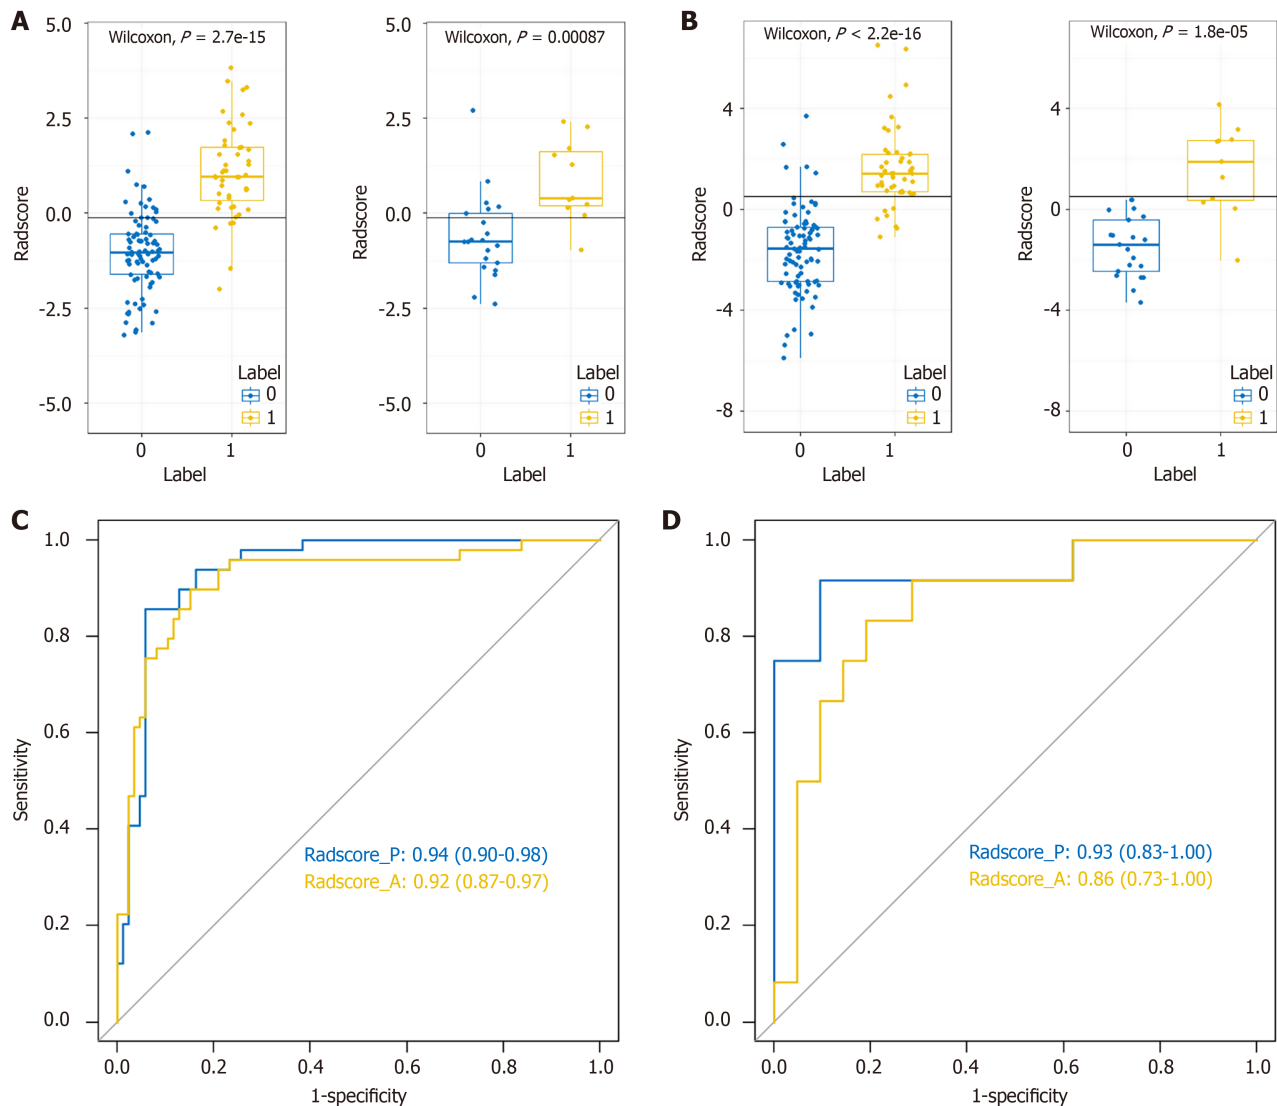 A
Wilcoxon, P = 2.7e-15
5.0
2.5
0.0
-2.5
-5.0
Radscore
Label
0
1
0
1
Label
Wilcoxon, P = 0.00087
5.0
2.5
0.0
-2.5
-5.0
Radscore
Label
0
1
0
1
Label
B
Wilcoxon, P < 2.2e-16
4
0
-4
-8
Radscore
Label
0
1
0
1
Label
Wilcoxon, P = 1.8e-05
4
0
-4
-8
Radscore
Label
0
1
0
1
Label
C
1.0
0.8
0.6
0.4
0.2
0.0
Sensitivity
Radscore_P: 0.94 (0.90-0.98)
Radscore_A: 0.92 (0.87-0.97)
0.0 0.2 0.4 0.6 0.8 1.0
1-specificity
D
1.0
0.8
0.6
0.4
0.2
0.0
Sensitivity
Radscore_P: 0.93 (0.83-1.00)
Radscore_A: 0.86 (0.73-1.00)
0.0 0.2 0.4 0.6 0.8 1.0
1-specificity